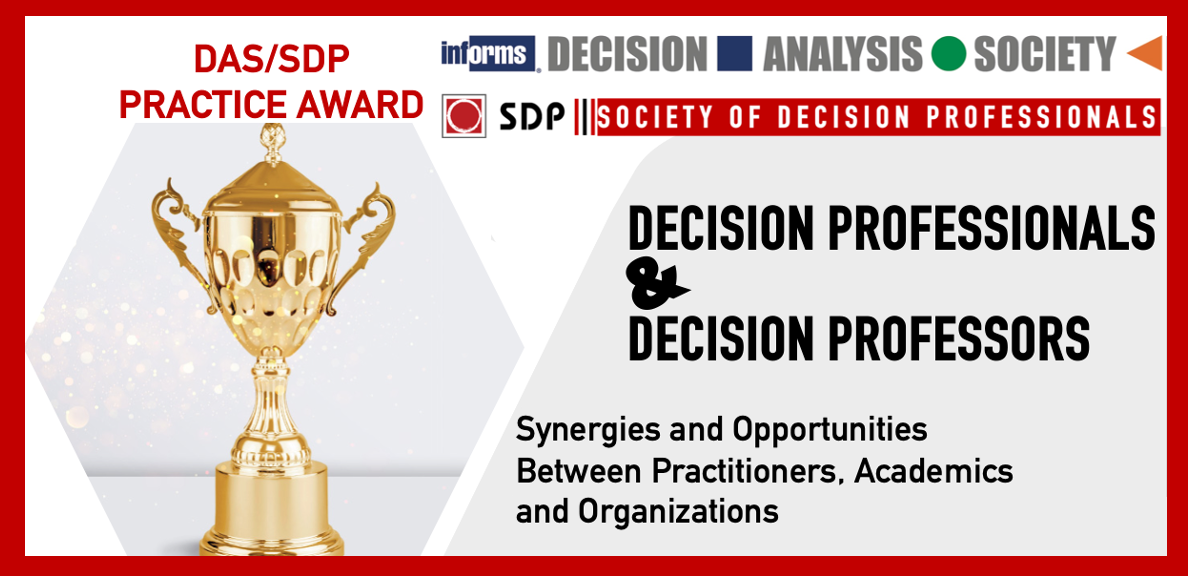 DAS/SDP
PRACTICE AWARD
informs. DECISION ANALYSIS SOCIETY
SDP SOCIETY OF DECISION PROFESSIONALS
DECISION PROFESSIONALS
&
DECISION PROFESSORS
Synergies and Opportunities
Between Practitioners, Academics
and Organizations